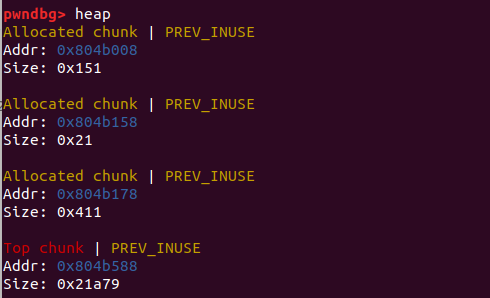 pwndbg> heap
Allocated chunk | PREV_INUSE
Addr: 0x804b008
Size: 0x151
Allocated chunk | PREV_INUSE
Addr: 0x804b158
Size: 0x21
Allocated chunk | PREV_INUSE
Addr: 0x804b178
Size: 0x411
Top chunk | PREV_INUSE
Addr: 0x804b588
Size: 0x21a79